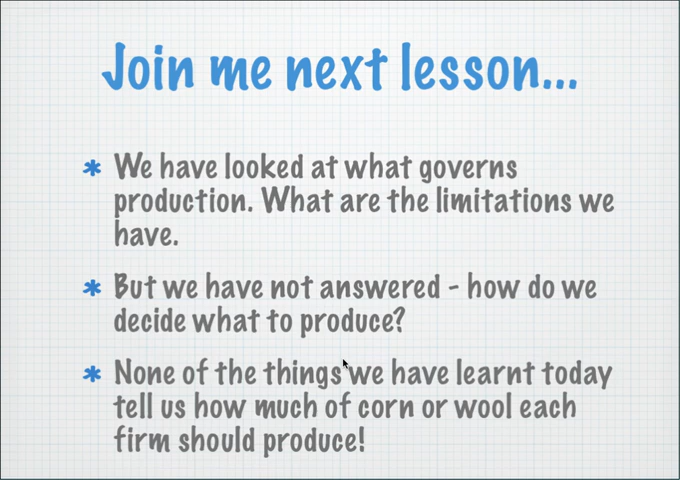 Join me next lesson...
* We have looked at what governs
production. What are the limitations we
have.
* But we have not answered - how do we
decide what to produce?
* None of the things we have learnt today
tell us how much of corn or wool each
firm should produce!